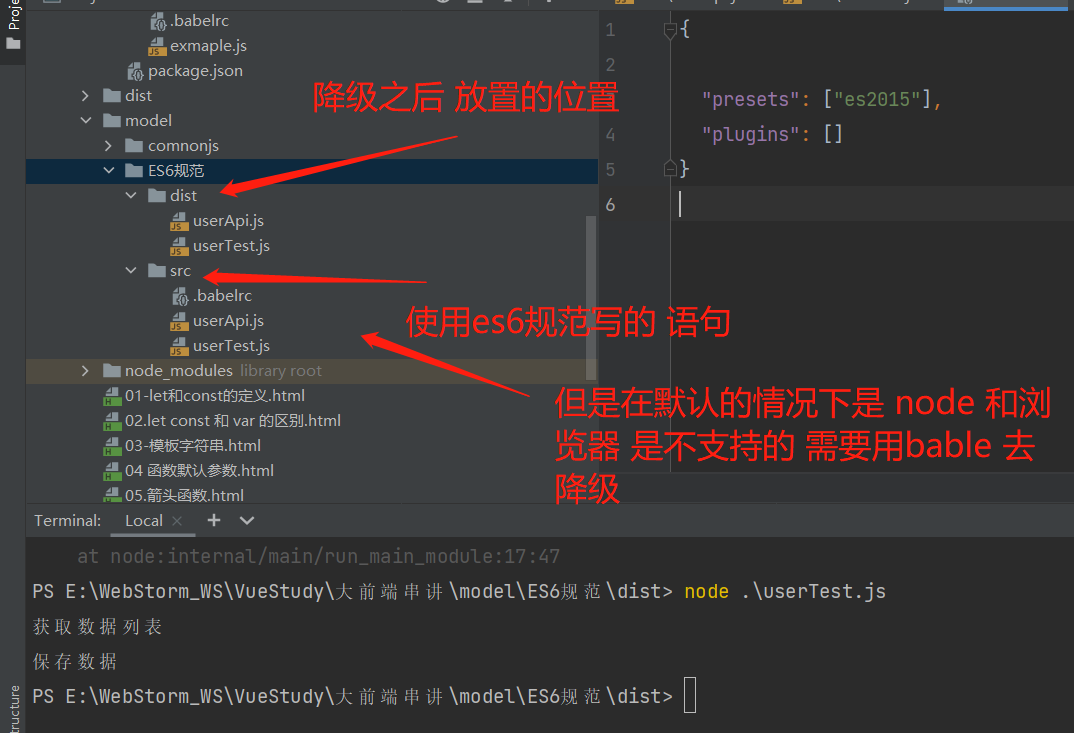 Proje
.babelrc
exmaple.js
package.json
dist
model
comnonjs
ES6规范
dist
userApi.js
userTest.js
src
.babelrc
userApi.js
userTest.js
node_modules library root
01-let和const的定义.html
02.let const 和 var 的区别.html
03-模板字符串.html
04 函数默认参数.html
05.箭头函数.html
降级之后 放置的位置
使用es6规范写的 语句
但是在默认的情况下是 node 和浏
览器 是不支持的 需要用bable 去
降级
1 {
2
"presets": ["es2015"],
4 "plugins": []
5 }
6
Terminal: Local
at node:internal/main/run_main_module:17:47
PS E:\WebStorm_WS\VueStudy\大前端串讲\model\ES6规范\dist> node .\userTest.js
获取数据列表
保存数据
PS E:\WebStorm_WS\VueStudy\大前端串讲\model\ES6规范\dist>
tructure